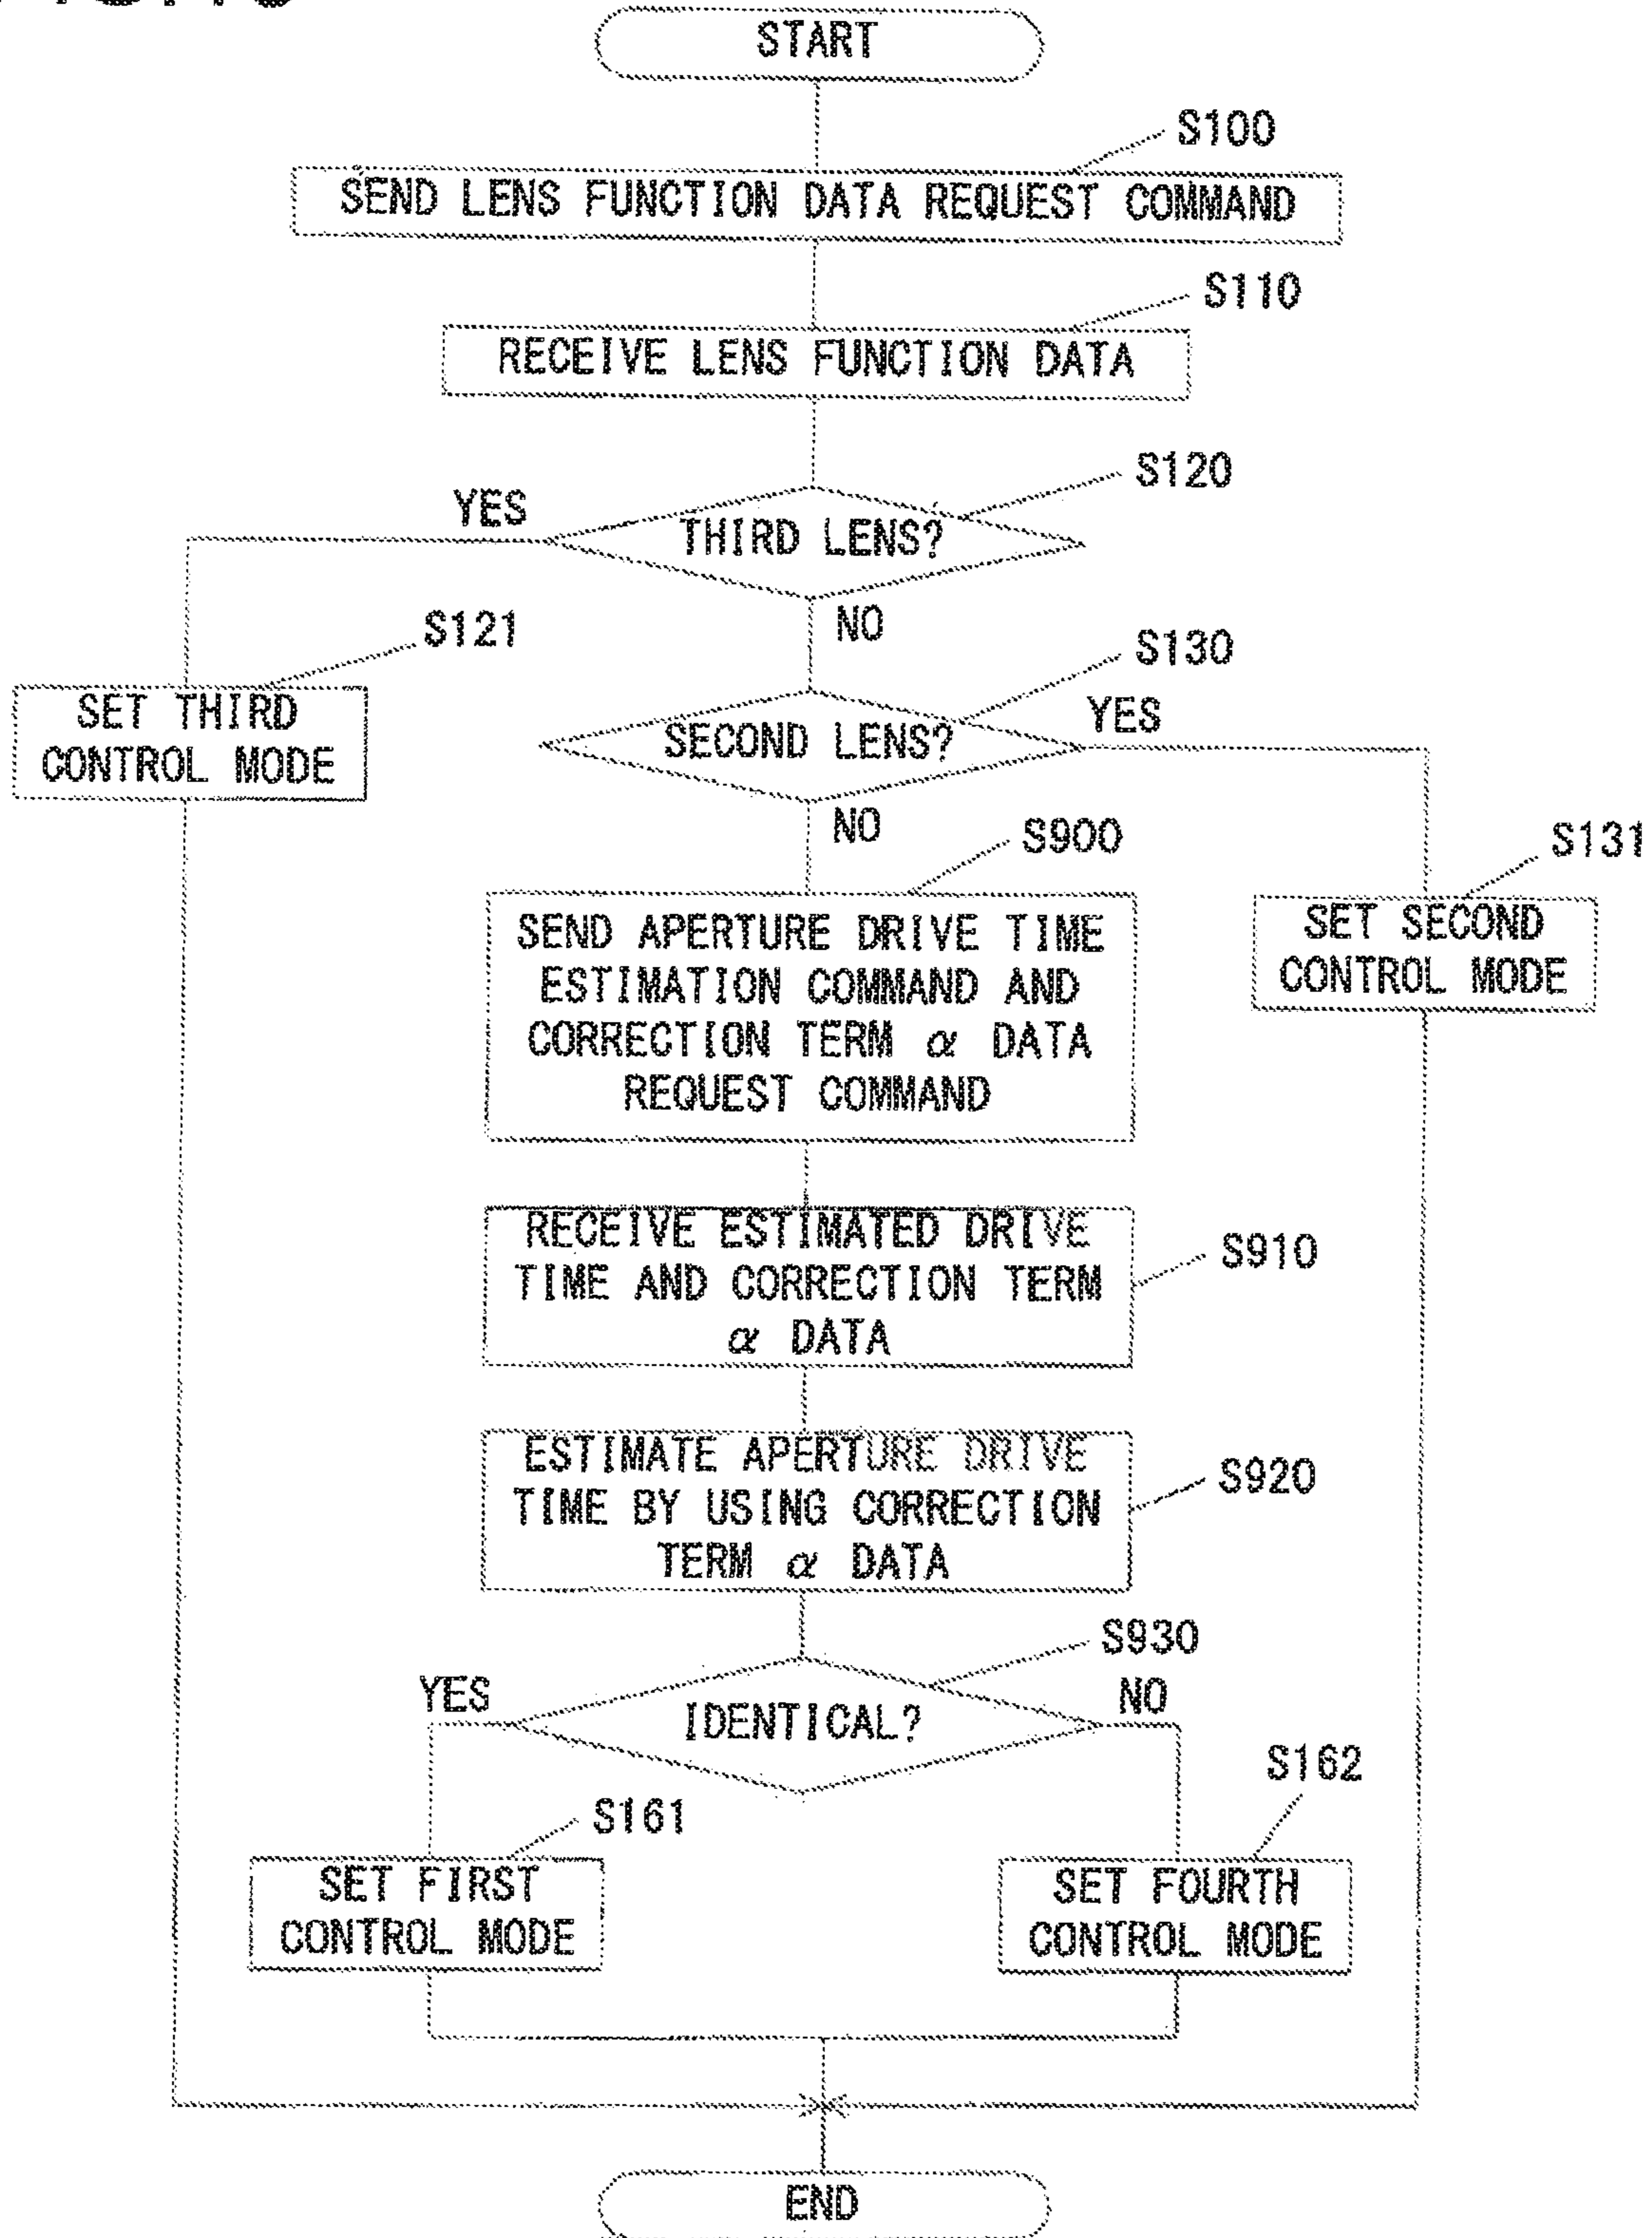 START
S100
SEND LENS FUNCTION DATA REQUEST COMMAND
S110
RECEIVE LENS FUNCTION DATA
S120
YES
THIRD LENS?
NO
S121
SET THIRD
CONTROL MODE
S130
SECOND LENS?
YES
NO
S131
SET SECOND
CONTROL MODE
S900
SEND APERTURE DRIVE TIME
ESTIMATION COMMAND AND
CORRECTION TERM α DATA
REQUEST COMMAND
RECEIVE ESTIMATED DRIVE
TIME AND CORRECTION TERM
α DATA
S910
ESTIMATE APERTURE DRIVE
TIME BY USING CORRECTION
TERM α DATA
S920
S930
YES
IDENTICAL?
NO
S161
SET FIRST
CONTROL MODE
S162
SET FOURTH
CONTROL MODE
END